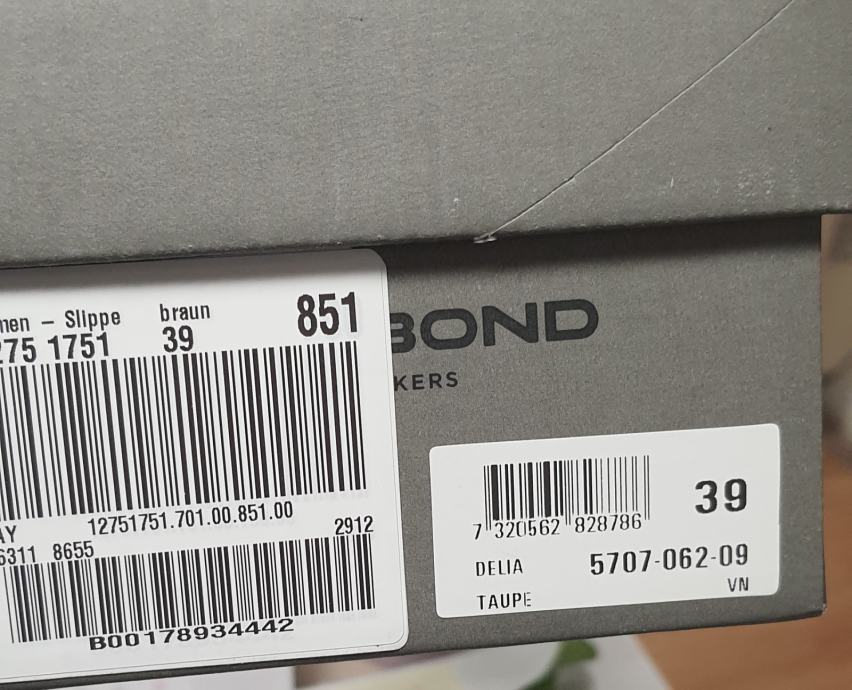 men – Slippe braun 851
275 1751 39
12751751.701.00.851.00
AY 2912
6311 8655
B00178934442
BOND
KERS
39
7 320562 828786
DELIA 5707-062-09
VN
TAUPE